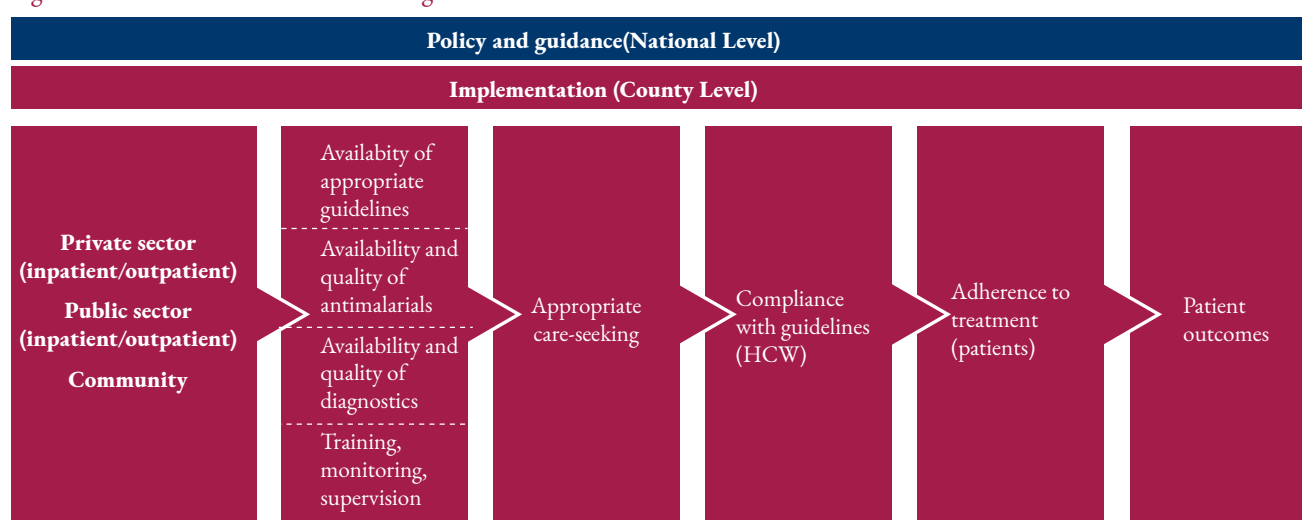 Policy and guidance(National Level)
Implementation (County Level)
Private sector
(inpatient/outpatient)
Public sector
(inpatient/outpatient)
Community
Availabity of
appropriate
guidelines
Availability and
quality of
antimalarials
Availability and
quality of
diagnostics
Training,
monitoring,
supervision
Appropriate
care-seeking
Compliance
with guidelines
(HCW)
Adherence to
treatment
(patients)
Patient
outcomes